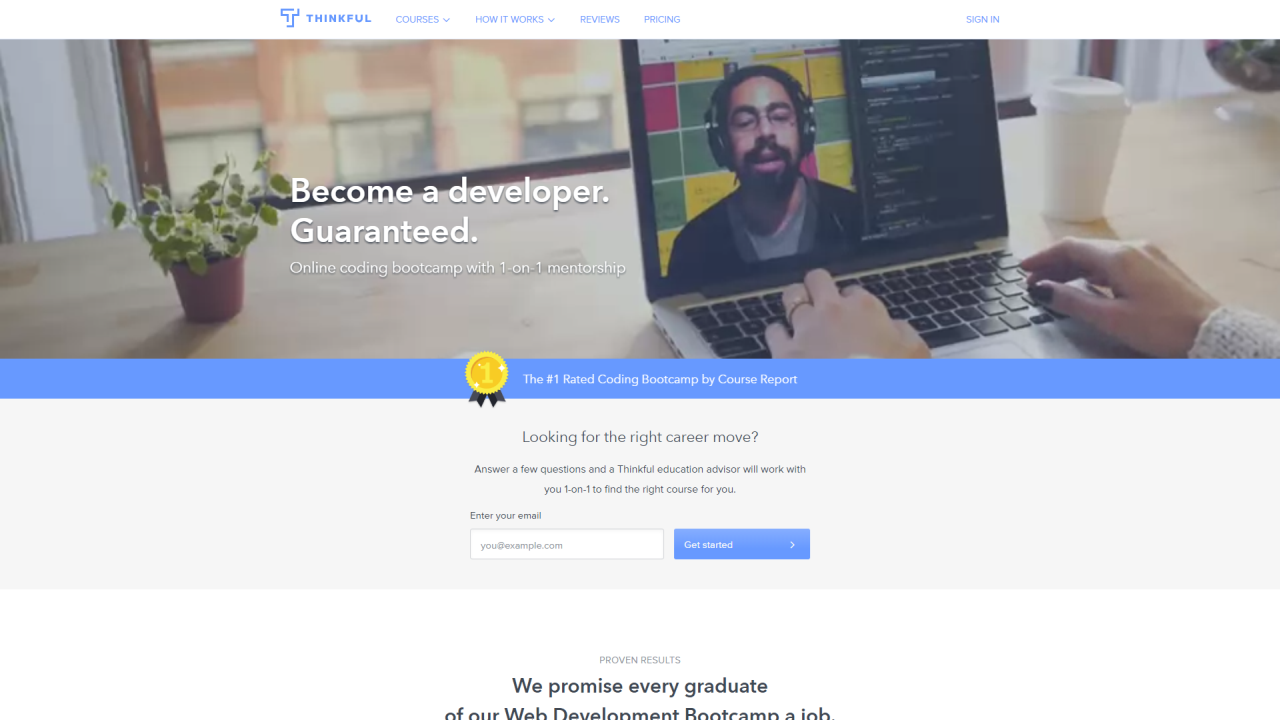 THINKFUL
COURSES
HOW IT WORKS
REVIEWS
PRICING
SIGN IN
Become a developer.
Guaranteed.
Online coding bootcamp with 1-on-1 mentorship
1
The #1 Rated Coding Bootcamp by Course Report
Looking for the right career move?
Answer a few questions and a Thinkful education advisor will work with
you 1-on-1 to find the right course for you.
Enter your email
you@example.com
Get started
PROVEN RESULTS
We promise every graduate
of our Web Development Bootcamp a job.